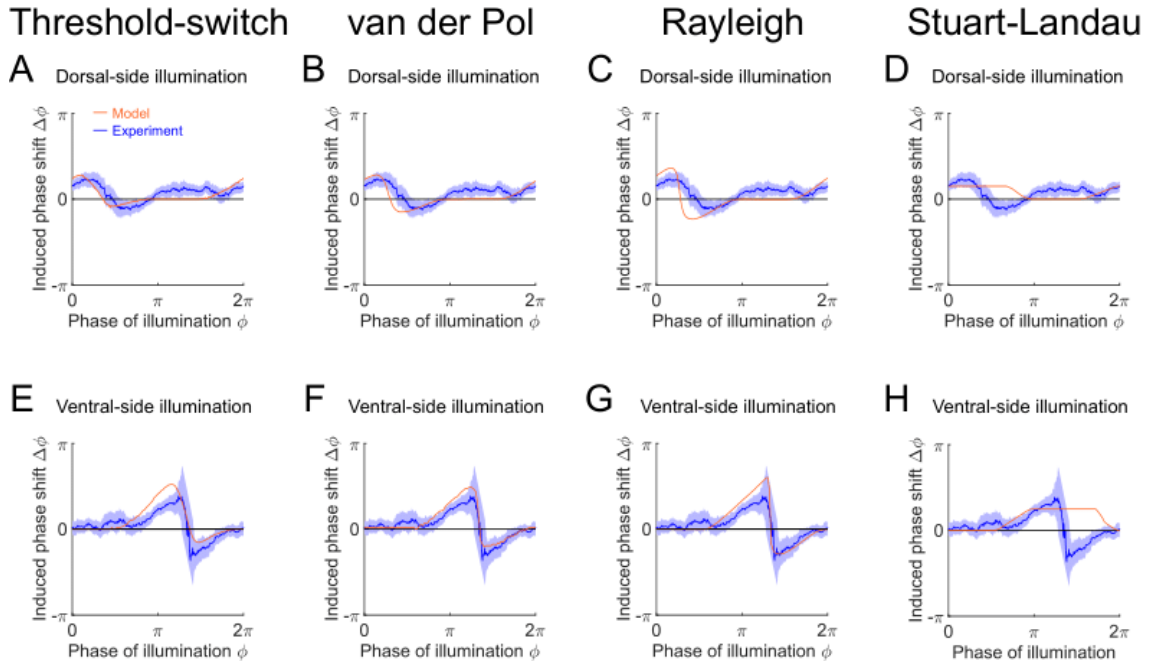 Threshold-switch van der Pol Rayleigh Stuart-Landau
A Dorsal-side illumination
Model
Experiment
Induced phase shift Δϕ
π
0
-π
0 π 2π
Phase of illumination ϕ
B Dorsal-side illumination
Induced phase shift Δϕ
π
0
-π
0 π 2π
Phase of illumination ϕ
C Dorsal-side illumination
Induced phase shift Δϕ
π
0
-π
0 π 2π
Phase of illumination ϕ
D Dorsal-side illumination
Induced phase shift Δϕ
π
0
-π
0 π 2π
Phase of illumination ϕ
E Ventral-side illumination
Induced phase shift Δϕ
π
0
-π
0 π 2π
Phase of illumination ϕ
F Ventral-side illumination
Induced phase shift Δϕ
π
0
-π
0 π 2π
Phase of illumination ϕ
G Ventral-side illumination
Induced phase shift Δϕ
π
0
-π
0 π 2π
Phase of illumination ϕ
H Ventral-side illumination
Induced phase shift Δϕ
π
0
-π
0 π 2π
Phase of illumination